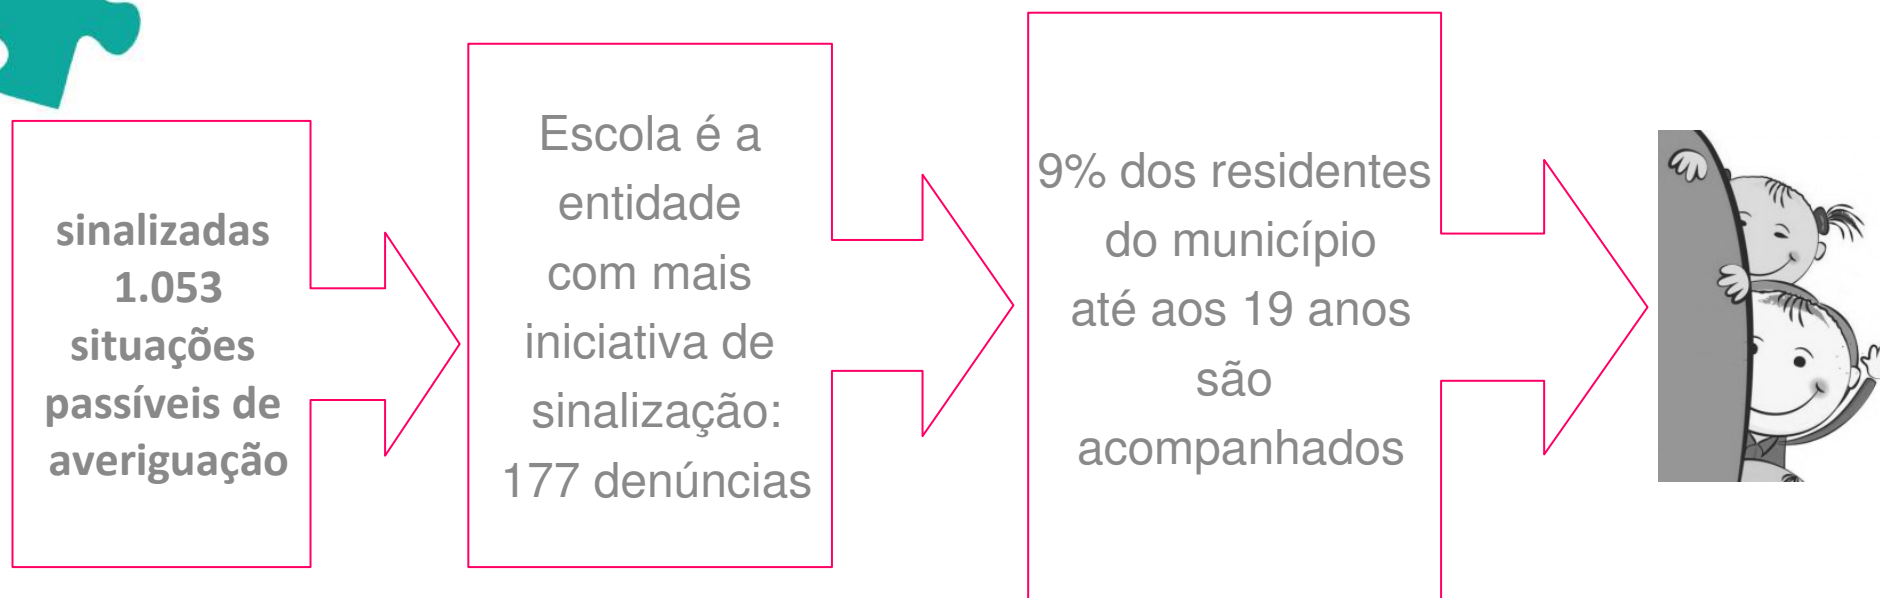 sinalizadas
1.053
situações
passíveis de
averiguação
Escola é a
entidade
com mais
iniciativa de
sinalização:
177 denúncias
9% dos residentes
do município
até aos 19 anos
são
acompanhados